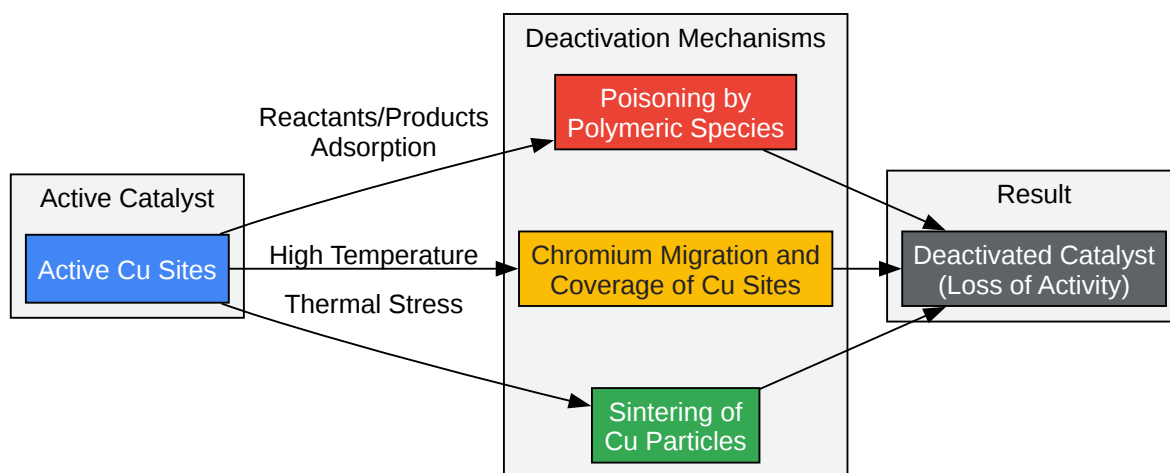 Deactivation Mechanisms
Poisoning by
Polymeric Species
Reactants/Products
Adsorption
Active Catalyst
Active Cu Sites
High Temperature
Chromium Migration and
Coverage of Cu Sites
Result
Deactivated Catalyst
(Loss of Activity)
Thermal Stress
Sintering of
Cu Particles